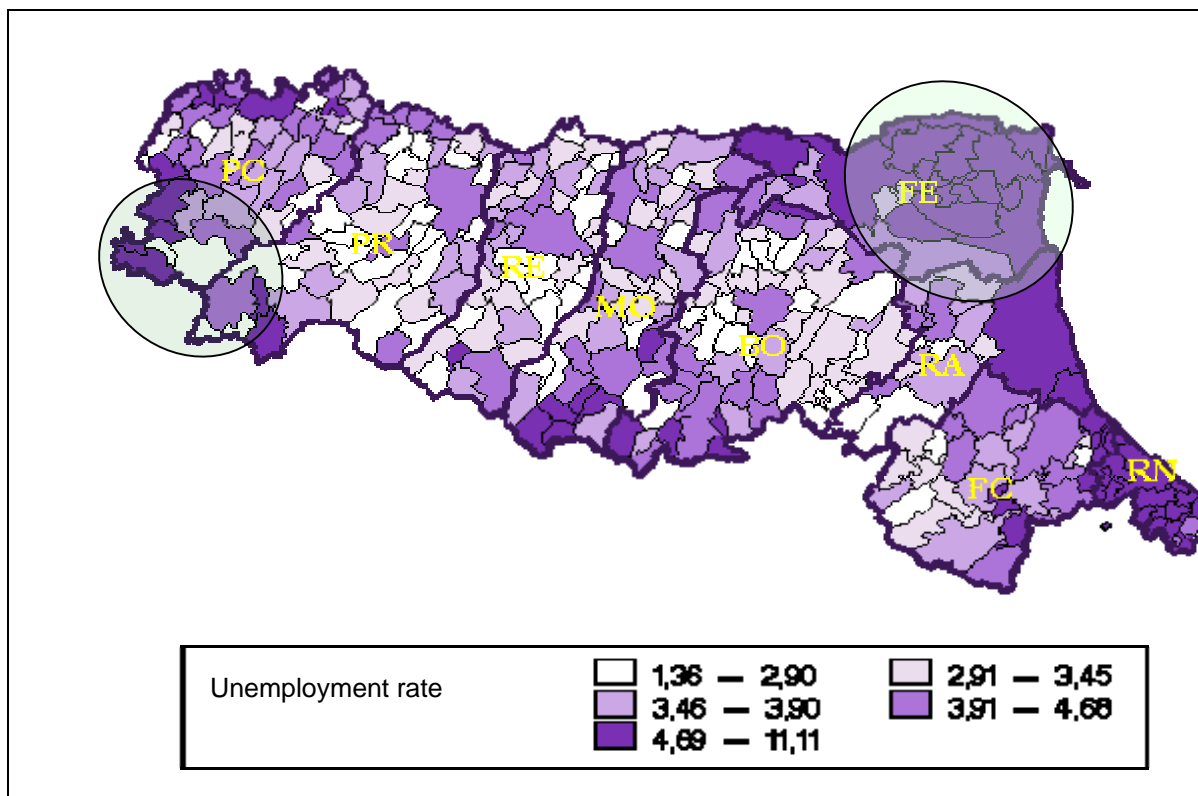 PC
FE
PR
RE
MO
BO
RA
RN
FC
Unemployment rate
1,36 — 2,90
2,91 — 3,45
3,46 — 3,90
3,91 — 4,68
4,69 — 11,11